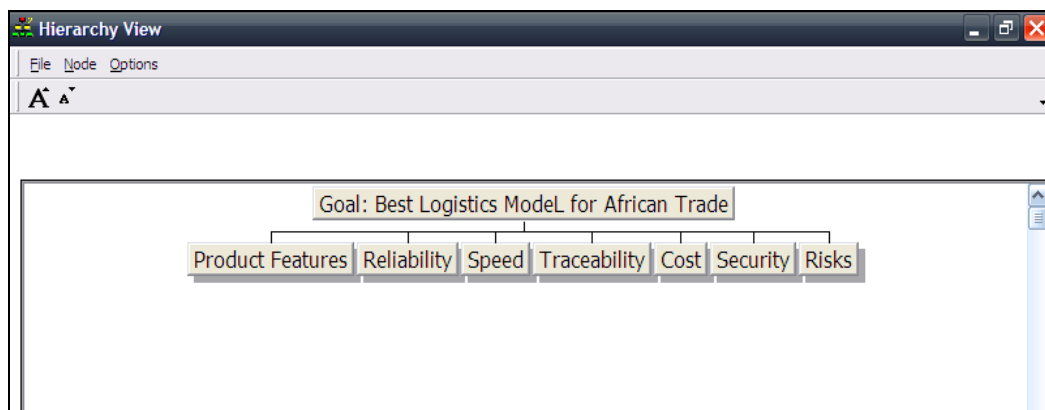 Hierarchy View
File Node Options
A A
Goal: Best Logistics ModeL for African Trade
Product Features Reliability Speed Traceability Cost Security Risks